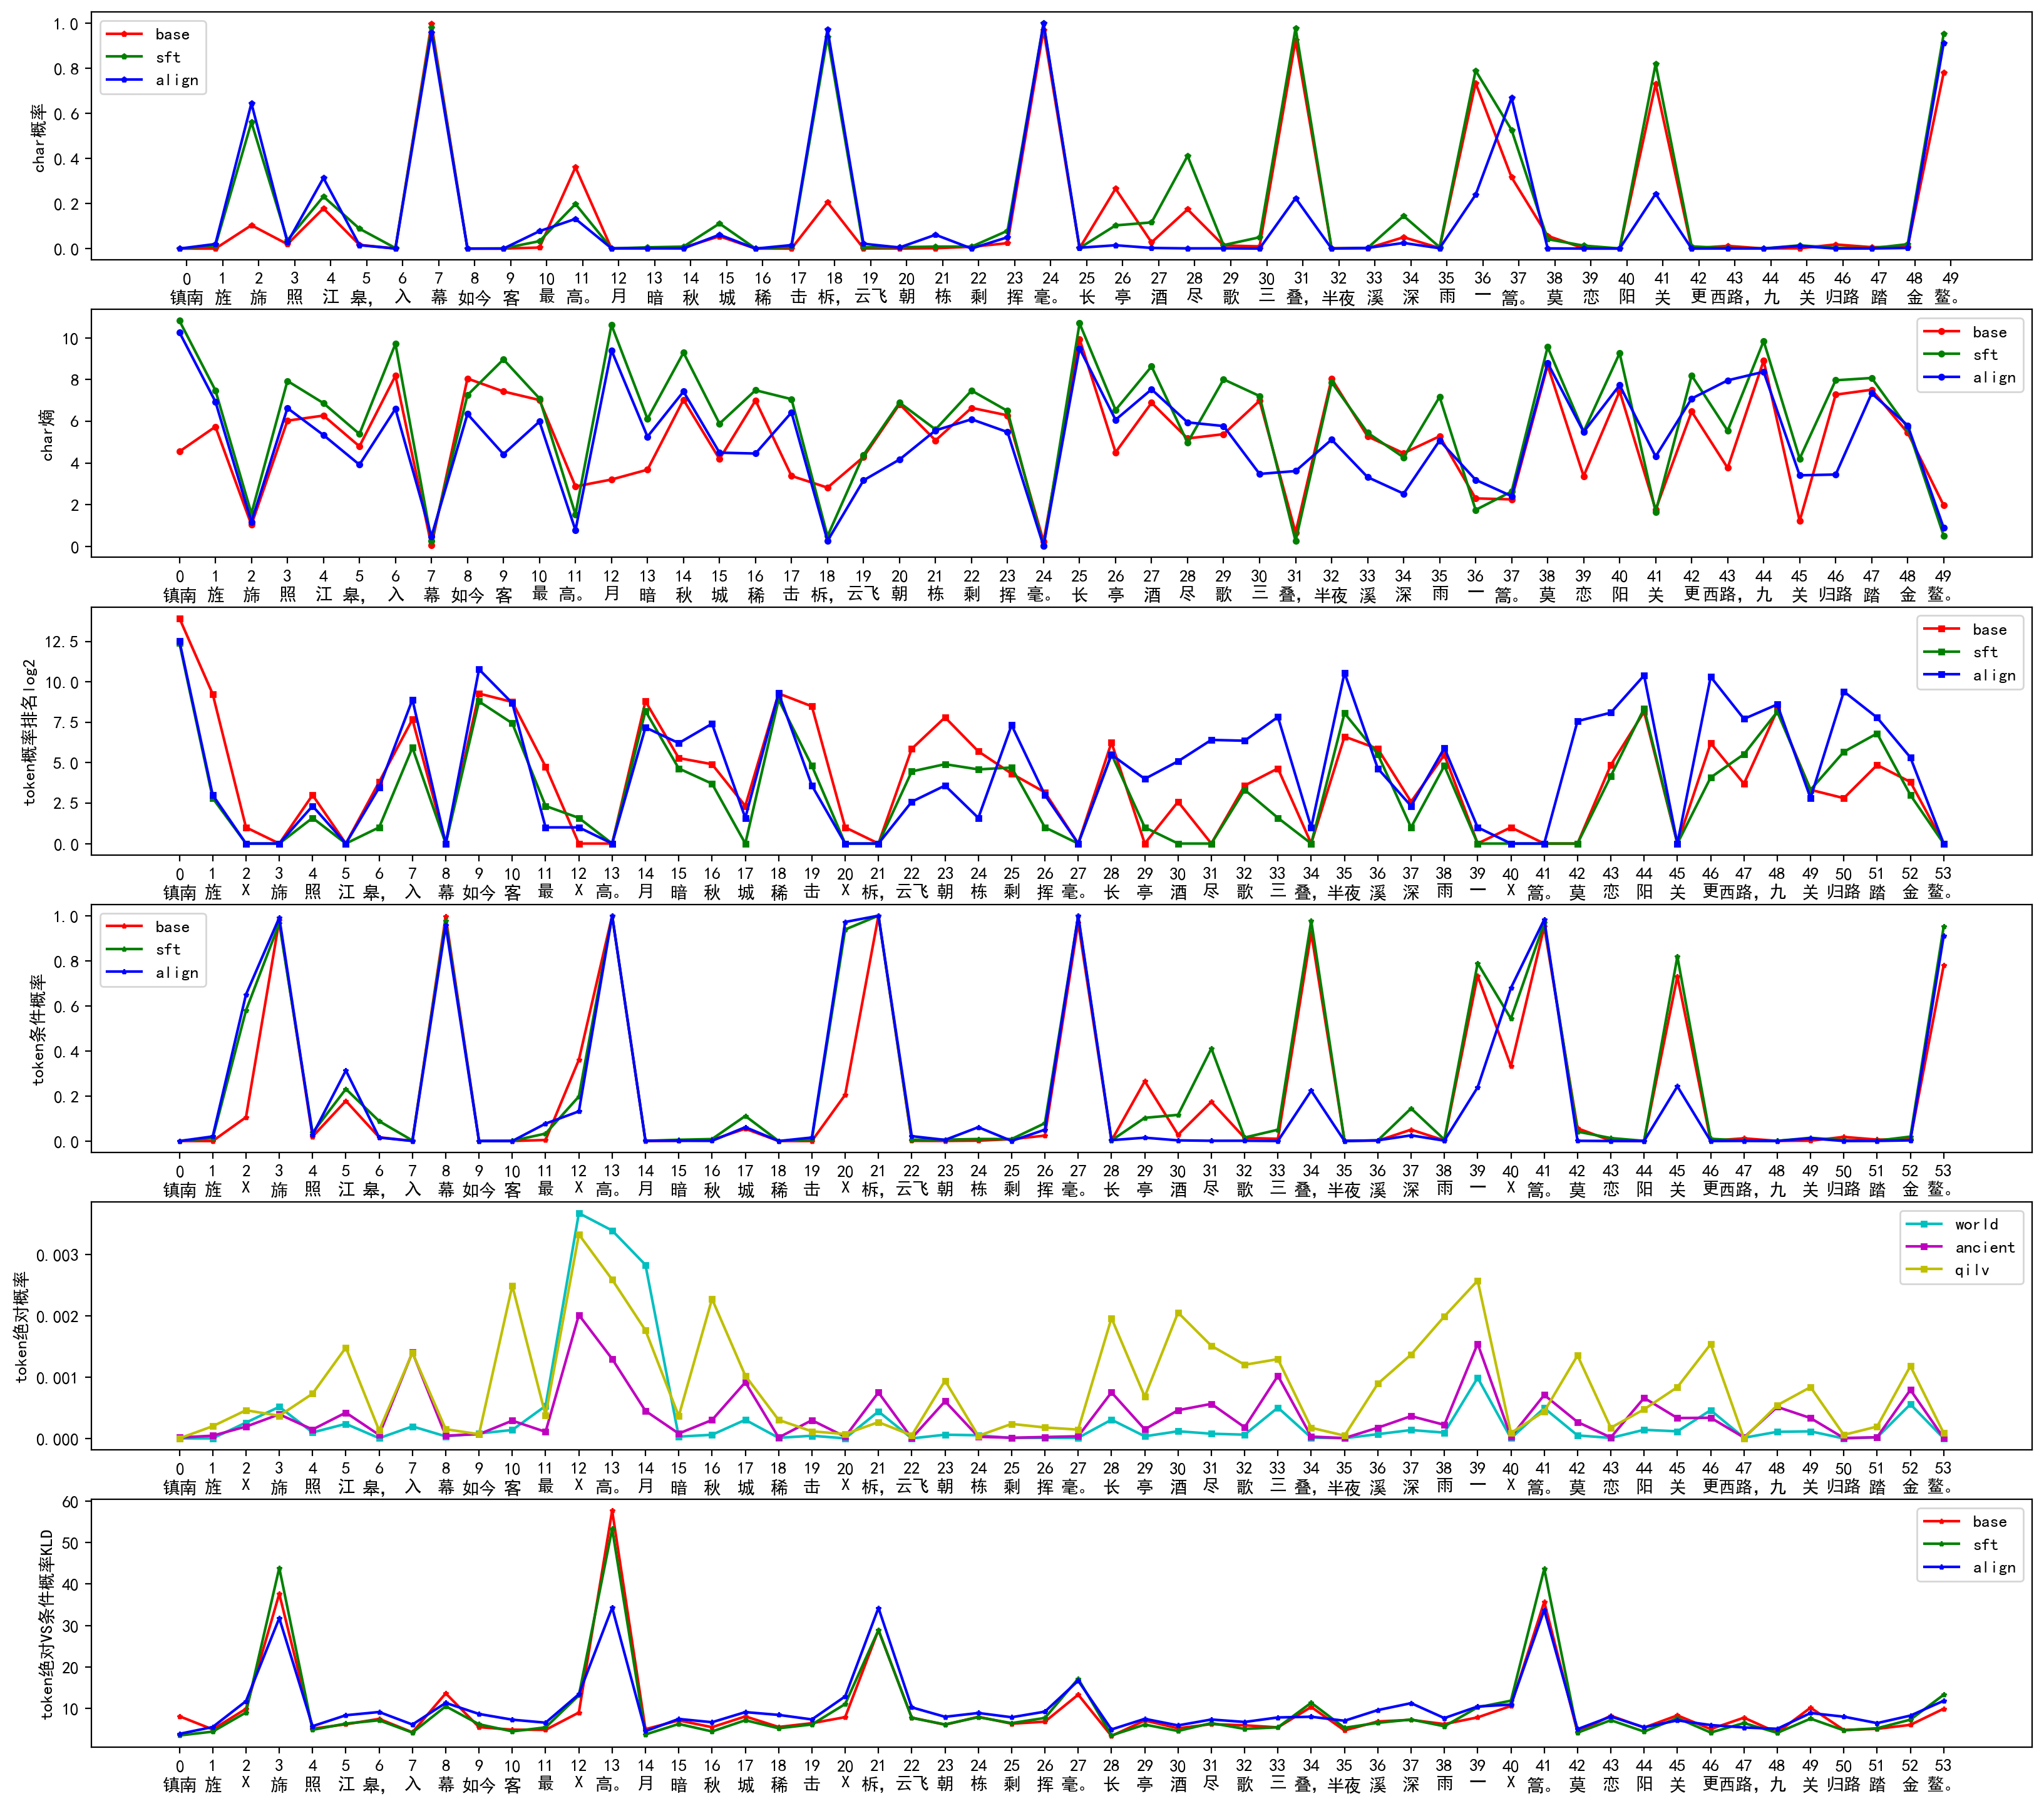 char概率
1.0
0.8
0.6
0.4
0.2
0.0
base
sft
align
0 1 2 3 4 5 6 7 8 9 10 11 12 13 14 15 16 17 18 19 20 21 22 23 24 25 26 27 28 29 30 31 32 33 34 35 36 37 38 39 40 41 42 43 44 45 46 47 48 49
镇南 旌 旆 照 江 皋， 入 幕 如今 客 最 高。 月 暗 秋 城 稀 击 柝， 云飞 朝 栋 剩 挥 毫。 长 亭 酒 尽 歌 三 叠， 半夜 溪 深 雨 一 篙。 莫 恋 阳 关 更 西路， 九 关 归路 踏 金 鳌。
char熵
10
8
6
4
2
0
base
sft
align
0 1 2 3 4 5 6 7 8 9 10 11 12 13 14 15 16 17 18 19 20 21 22 23 24 25 26 27 28 29 30 31 32 33 34 35 36 37 38 39 40 41 42 43 44 45 46 47 48 49
镇南 旌 旆 照 江 皋， 入 幕 如今 客 最 高。 月 暗 秋 城 稀 击 柝， 云飞 朝 栋 剩 挥 毫。 长 亭 酒 尽 歌 三 叠， 半夜 溪 深 雨 一 篙。 莫 恋 阳 关 更 西路， 九 关 归路 踏 金 鳌。
token概率排名log2
12.5
10.0
7.5
5.0
2.5
0.0
base
sft
align
0 1 2 3 4 5 6 7 8 9 10 11 12 13 14 15 16 17 18 19 20 21 22 23 24 25 26 27 28 29 30 31 32 33 34 35 36 37 38 39 40 41 42 43 44 45 46 47 48 49 50 51 52 53
镇南 旌 X 旆 照 江 皋， 入 幕 如今 客 最 X 高。 月 暗 秋 城 稀 击 X 柝， 云飞 朝 栋 剩 挥 毫。 长 亭 酒 尽 歌 三 叠， 半夜 溪 深 雨 一 X 篙。 莫 恋 阳 关 更 西路， 九 关 归路 踏 金 鳌。
token条件概率
1.0
0.8
0.6
0.4
0.2
0.0
base
sft
align
0 1 2 3 4 5 6 7 8 9 10 11 12 13 14 15 16 17 18 19 20 21 22 23 24 25 26 27 28 29 30 31 32 33 34 35 36 37 38 39 40 41 42 43 44 45 46 47 48 49 50 51 52 53
镇南 旌 X 旆 照 江 皋， 入 幕 如今 客 最 X 高。 月 暗 秋 城 稀 击 X 柝， 云飞 朝 栋 剩 挥 毫。 长 亭 酒 尽 歌 三 叠， 半夜 溪 深 雨 一 X 篙。 莫 恋 阳 关 更 西路， 九 关 归路 踏 金 鳌。
token绝对概率
0.003
0.002
0.001
0.000
world
ancient
qilv
0 1 2 3 4 5 6 7 8 9 10 11 12 13 14 15 16 17 18 19 20 21 22 23 24 25 26 27 28 29 30 31 32 33 34 35 36 37 38 39 40 41 42 43 44 45 46 47 48 49 50 51 52 53
镇南 旌 X 旆 照 江 皋， 入 幕 如今 客 最 X 高。 月 暗 秋 城 稀 击 X 柝， 云飞 朝 栋 剩 挥 毫。 长 亭 酒 尽 歌 三 叠， 半夜 溪 深 雨 一 X 篙。 莫 恋 阳 关 更 西路， 九 关 归路 踏 金 鳌。
token绝对VS条件概率KLD
60
50
40
30
20
10
base
sft
align
0 1 2 3 4 5 6 7 8 9 10 11 12 13 14 15 16 17 18 19 20 21 22 23 24 25 26 27 28 29 30 31 32 33 34 35 36 37 38 39 40 41 42 43 44 45 46 47 48 49 50 51 52 53
镇南 旌 X 旆 照 江 皋， 入 幕 如今 客 最 X 高。 月 暗 秋 城 稀 击 X 柝， 云飞 朝 栋 剩 挥 毫。 长 亭 酒 尽 歌 三 叠， 半夜 溪 深 雨 一 X 篙。 莫 恋 阳 关 更 西路， 九 关 归路 踏 金 鳌。